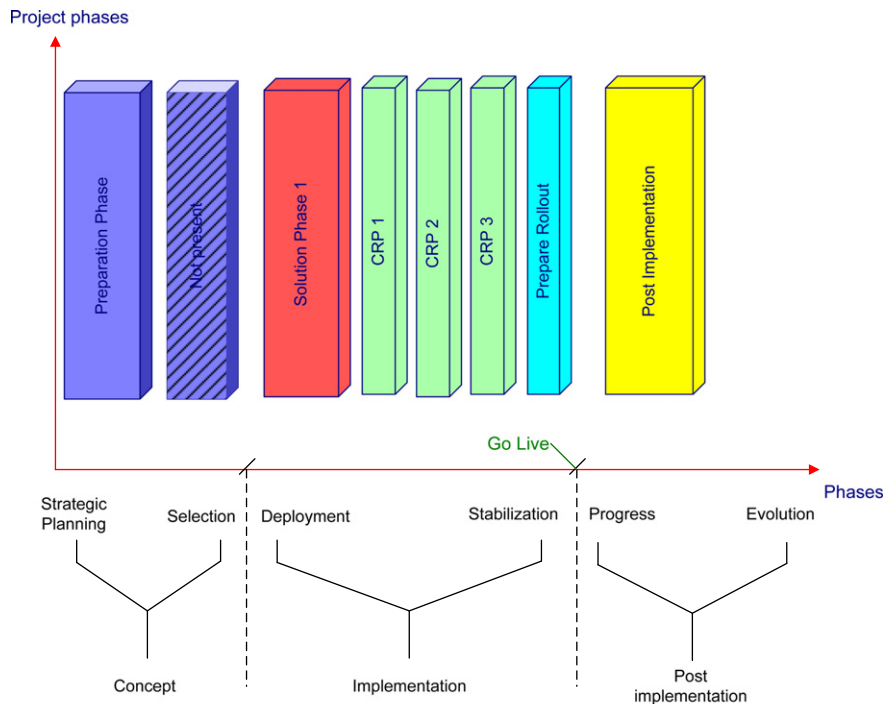 Project phases
Preparation Phase
Not present
Solution Phase 1
CRP 1
CRP 2
CRP 3
Prepare Rollout
Post Implementation
Go Live
Phases
Strategic
Planning
Selection
Deployment
Stabilization
Progress
Evolution
Concept
Implementation
Post
implementation